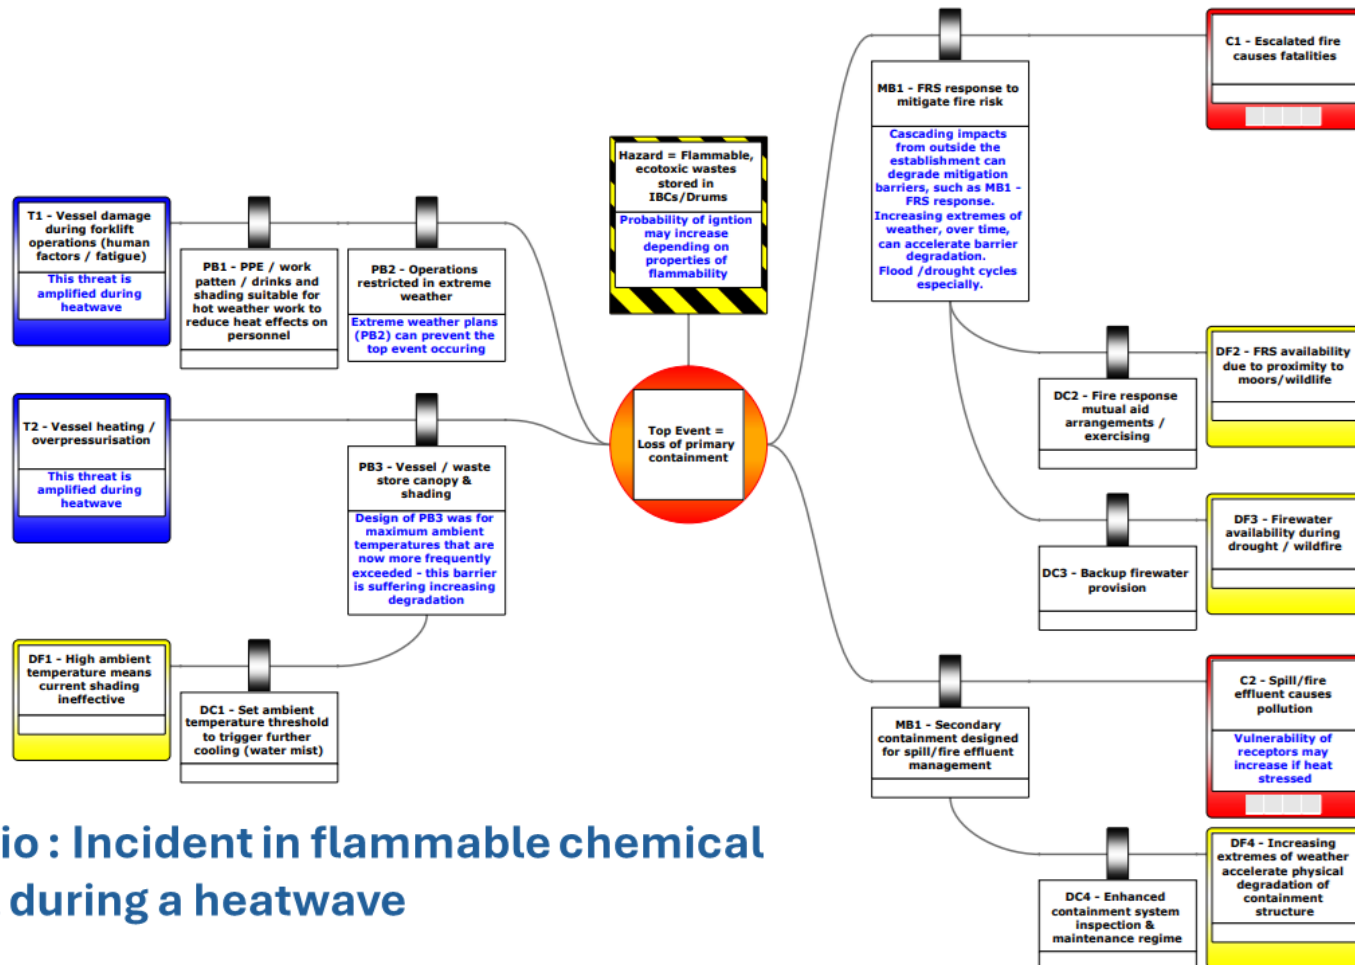 C1 - Escalated fire
causes fatalities
MB1 - FRS response to
mitigate fire risk
Cascading impacts
from outside the
establishment can
degrade mitigation
barriers, such as MB1 -
FRS response.
Increasing extremes of
weather, over time,
can accelerate barrier
degradation.
Flood /drought cycles
especially.
Hazard = Flammable,
ecotoxic wastes
stored in
IBCs/Drums
Probability of igntion
may increase
depending on
properties of
flammability
T1 - Vessel damage
during forklift
operations (human
factors / fatigue)
This threat is
amplified during
heatwave
PB1 - PPE / work
patten / drinks and
shading suitable for
hot weather work to
reduce heat effects on
personnel
PB2 - Operations
restricted in extreme
weather
Extreme weather plans
(PB2) can prevent the
top event occuring
DF2 - FRS availability
due to proximity to
moors/wildlife
DC2 - Fire response
mutual aid
arrangements /
exercising
T2 - Vessel heating /
overpressurisation
This threat is
amplified during
heatwave
Top Event =
Loss of primary
containment
PB3 - Vessel / waste
store canopy &
shading
Design of PB3 was for
maximum ambient
temperatures that are
now more frequently
exceeded - this barrier
is suffering increasing
degradation
DF3 - Firewater
availability during
drought / wildfire
DC3 - Backup firewater
provision
DF1 - High ambient
temperature means
current shading
ineffective
DC1 - Set ambient
temperature threshold
to trigger further
cooling (water mist)
C2 - Spill/fire
effluent causes
pollution
Vulnerability of
receptors may
increase if heat
stressed
MB1 - Secondary
containment designed
for spill/fire effluent
management
DF4 - Increasing
extremes of weather
accelerate physical
degradation of
containment
structure
DC4 - Enhanced
containment system
inspection &
maintenance regime
io : Incident in flammable chemical
during a heatwave